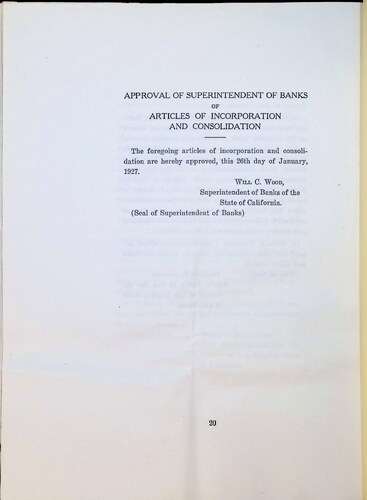 APPROVAL OF SUPERINTENDENT OF BANKS
OF
ARTICLES OF INCORPORATION
AND CONSOLIDATION
The foregoing articles of incorporation and consoli-
dation are hereby approved, this 26th day of January,
1927.
WILL C. WOOD,
Superintendent of Banks of the
State of California.
(Seal of Superintendent of Banks)
20